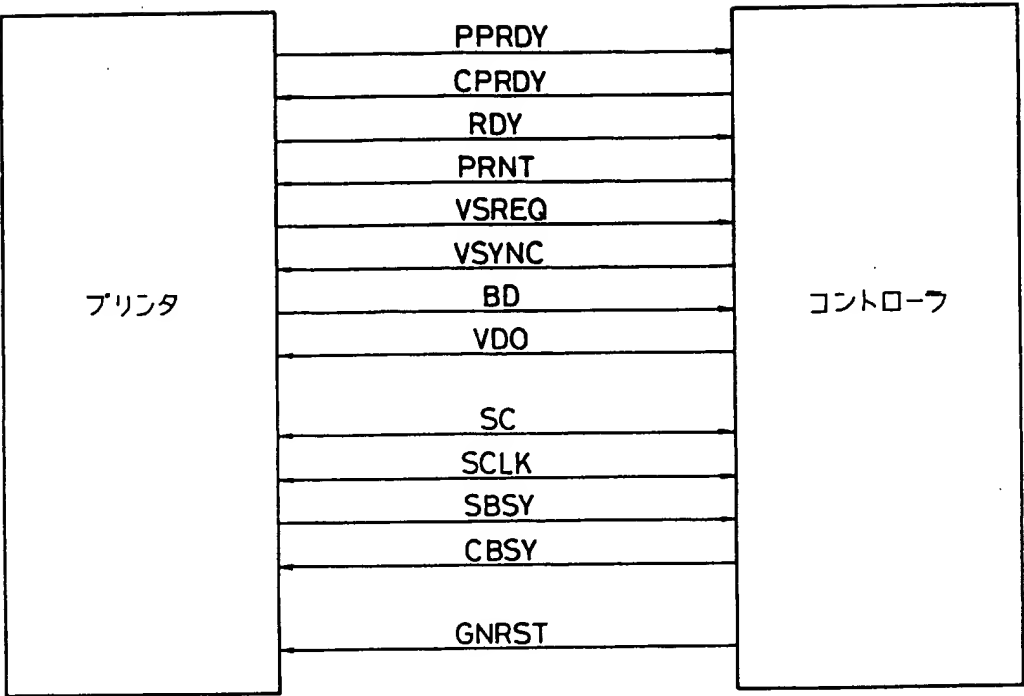 PPRDY
CPRDY
RDY
PRNT
VSREQ
VSYNC
プリンタ
BD
コントローラ
VDO
SC
SCLK
SBSY
CBSY
GNRST